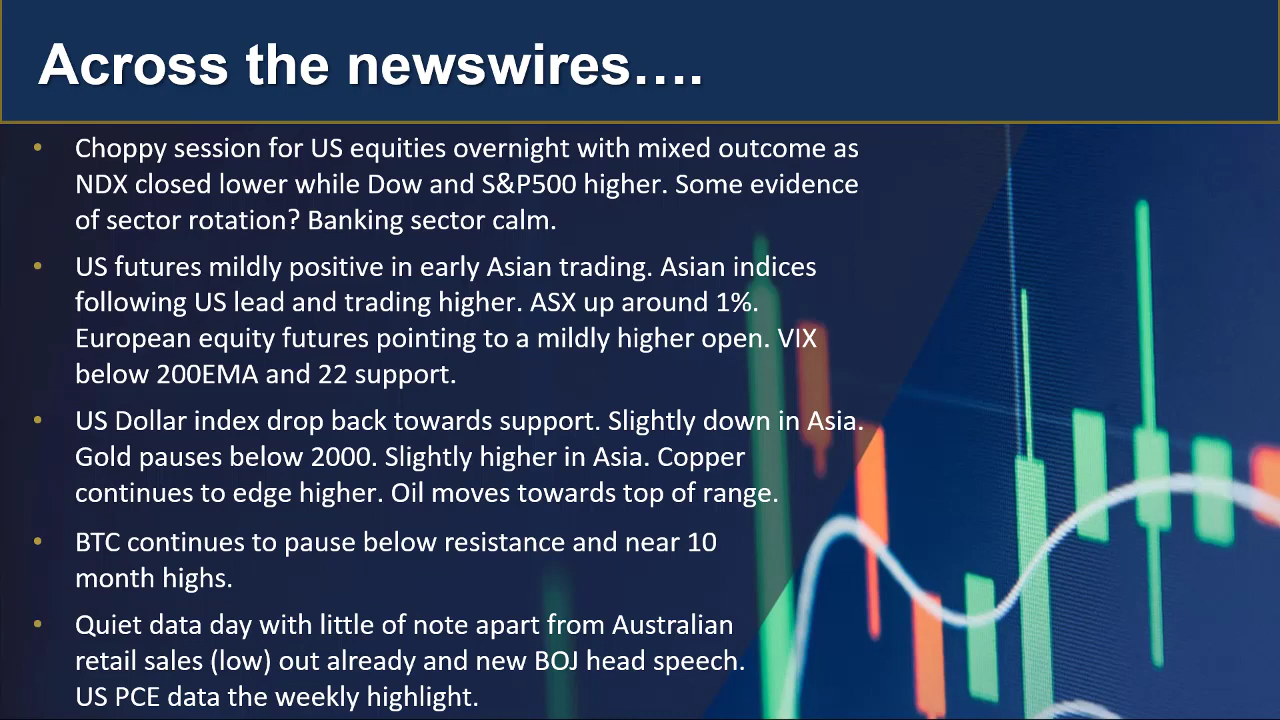 Across the newswires….
• Choppy session for US equities overnight with mixed outcome as
NDX closed lower while Dow and S&P500 higher. Some evidence
of sector rotation? Banking sector calm.
• US futures mildly positive in early Asian trading. Asian indices
following US lead and trading higher. ASX up around 1%.
European equity futures pointing to a mildly higher open. VIX
below 200EMA and 22 support.
• US Dollar index drop back towards support. Slightly down in Asia.
Gold pauses below 2000. Slightly higher in Asia. Copper
continues to edge higher. Oil moves towards top of range.
• BTC continues to pause below resistance and near 10
month highs.
• Quiet data day with little of note apart from Australian
retail sales (low) out already and new BOJ head speech.
US PCE data the weekly highlight.